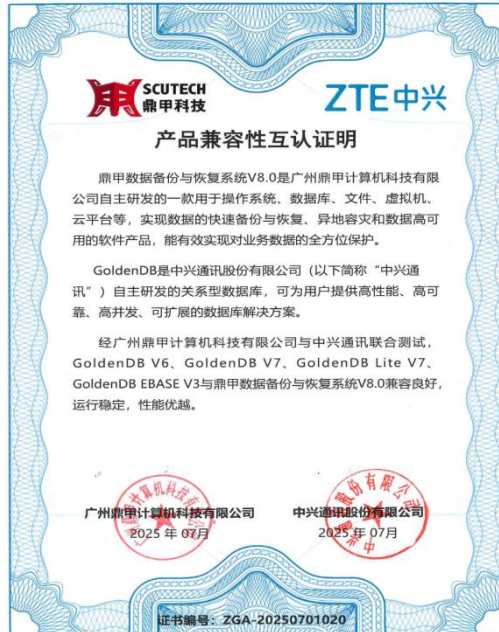 SCUTECH
鼎甲科技
ZTE中兴
产品兼容性互认证明
鼎甲数据备份与恢复系统V8.0是广州鼎甲计算机科技有限
公司自主研发的一款用于操作系统、数据库、文件、虚拟机、
云平台等，实现数据的快速备份与恢复、异地容灾和数据高可
用的软件产品，能有效实现对业务数据的全方位保护。
GoldenDB是中兴通讯股份有限公司（以下简称“中兴通
讯”）自主研发的关系型数据库，可为用户提供高性能、高可
靠、高并发、可扩展的数据库解决方案。
经广州鼎甲计算机科技有限公司与中兴通讯联合测试，
GoldenDB V6、GoldenDB V7、GoldenDB Lite V7、
GoldenDB EBASE V3与鼎甲数据备份与恢复系统V8.0兼容良好，
运行稳定，性能优越。
广州鼎甲计算机科技有限公司
中兴通讯股份有限公司
2025 年 07月
2025 年 07月
证书编号：ZGA-20250701020